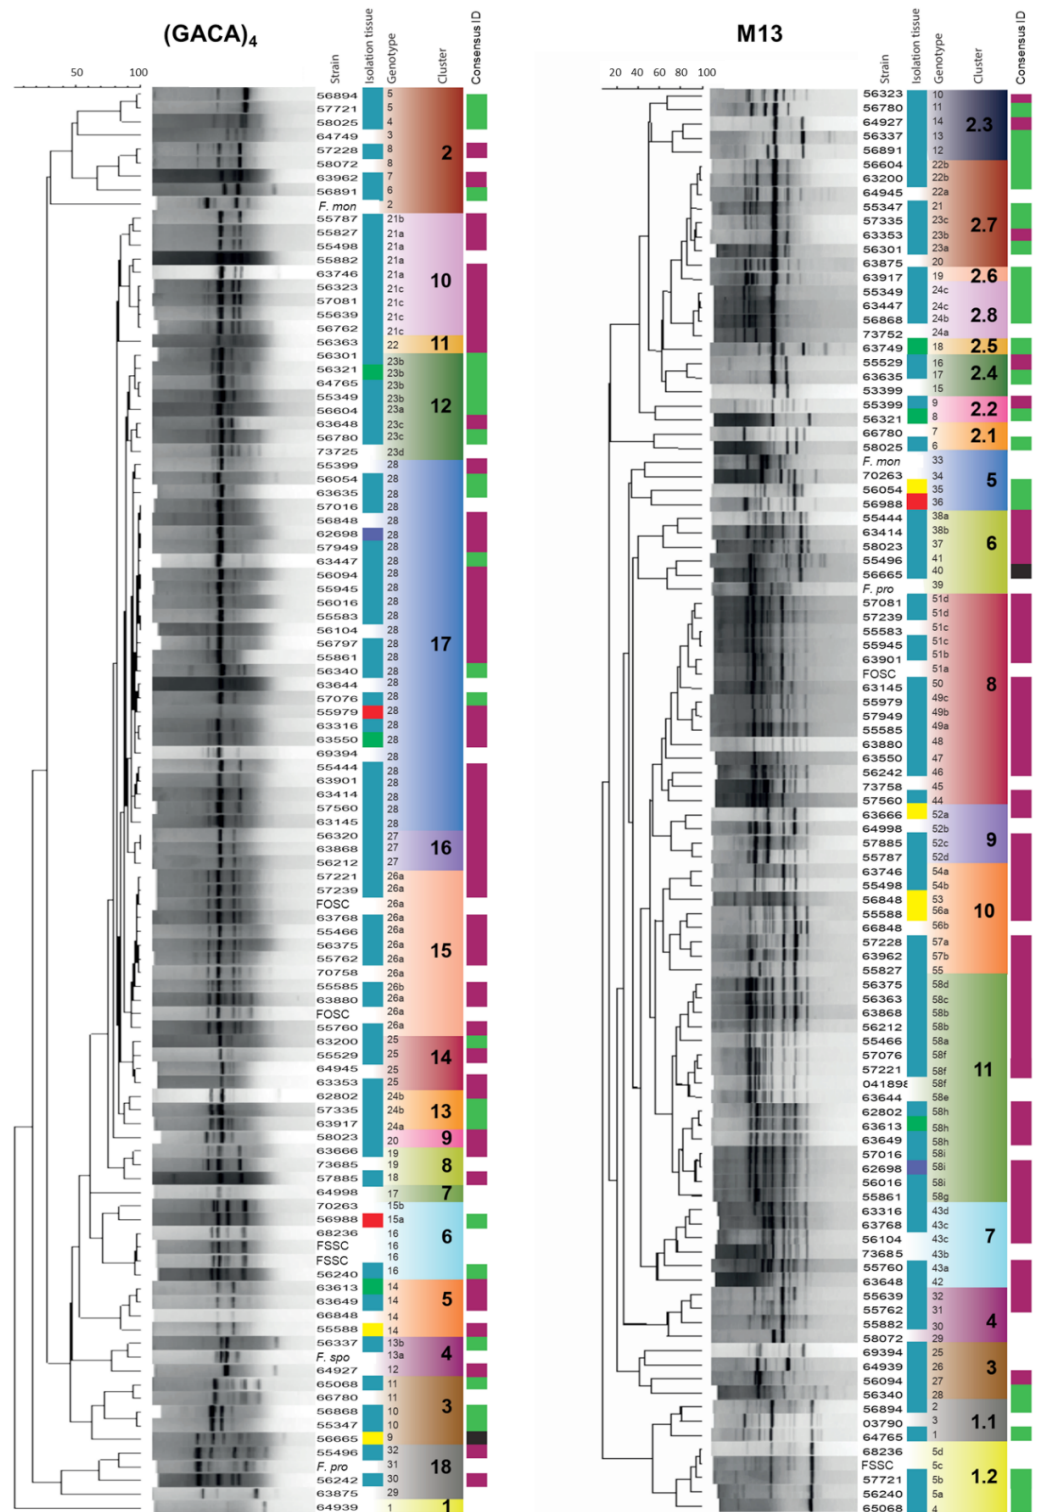 (GACA)4
M13
Strain
Isolation tissue
Genotype
Cluster
Consensus ID
Strain
Isolation tissue
Genotype
Cluster
Consensus ID
50 100
20 40 60 80 100
56894 5
57721 5
58025 4
64749 3
57228 8
58072 8
2
63962 7
56891 6
F. mon 2
55787 21b
55827 21a
55498 21a
55882 21a
63746 21a
10
56323 21c
57081 21c
55639 21c
56762 21c
56363 22
11
56301 23b
56321 23b
64765 23b
55349 23b
12
56604 23a
63648 23c
56780 23c
73725 23d
55399 28
56054 28
63635 28
57016 28
56848 28
62698 28
57949 28
63447 28
56094 28
55945 28
56016 28
55583 28
56104 28
56797 28
17
55861 28
56340 28
63644 28
57076 28
55979 28
63316 28
63550 28
69394 28
55444 28
63901 28
63414 28
57560 28
63145 28
56320 27
63868 27
16
56212 27
57221 26a
57239 26a
FOSC 26a
63768 26a
55466 26a
56375 26a
15
55762 26a
70758 26a
55585 26b
63880 26a
FOSC 26a
55760 26a
63200 25
55529 25
14
64945 25
63353 25
62802 24b
57335 24b
13
63917 24a
58023 20
9
63666 19
73685 19
8
57885 18
64998 17
7
70263 15b
56988 15a
68236 16
6
FSSC 16
FSSC 16
56240 16
63613 14
63649 14
5
66848 14
55588 14
56337 13b
F. spo 13a
4
64927 12
65068 11
66780 11
56868 10
3
55347 10
56665 9
55496 32
F. pro 31
18
56242 30
63875 29
64939 1
1
56323 10
56780 11
64927 14
2.3
56337 13
56891 12
56604 22b
63200 22b
64945 22a
55347 21
57335 23c
2.7
63353 23b
56301 23a
63875 20
63917 19
2.6
55349 24c
63447 24c
56868 24b
2.8
73752 24a
63749 18
2.5
55529 16
63635 17
2.4
53399 15
55399 9
2.2
56321 8
66780 7
2.1
58025 6
F. mon 33
70263 34
5
56054 35
56988 36
55444 38a
63414 38b
58023 37
6
55496 41
56665 40
F. pro 39
57081 51d
57239 51d
55583 51c
55945 51c
63901 51b
FOSC 51a
63145 50
8
55979 49c
57949 49b
55585 49a
63880 48
63550 47
56242 46
73758 45
57560 44
63666 52a
64998 52b
57885 52c
9
55787 52d
63746 54a
55498 54b
56848 53
55588 56a
10
66848 56b
57228 57a
63962 57b
55827 55
56375 58d
56363 58c
63868 58b
56212 58b
55466 58a
57076 58f
57221 58f
11
041898 58f
63644 58e
62802 58h
63613 58h
63649 58h
57016 58i
62698 58i
56016 58i
55861 58g
63316 43d
63768 43c
56104 43c
7
73685 43b
55760 43a
63648 42
55639 32
55762 31
4
55882 30
58072 29
69394 25
64939 26
3
56094 27
56340 28
56894 2
03790 3
1.1
64765 1
68236 5d
FSSC 5c
57721 5b
1.2
56240 5a
65068 4